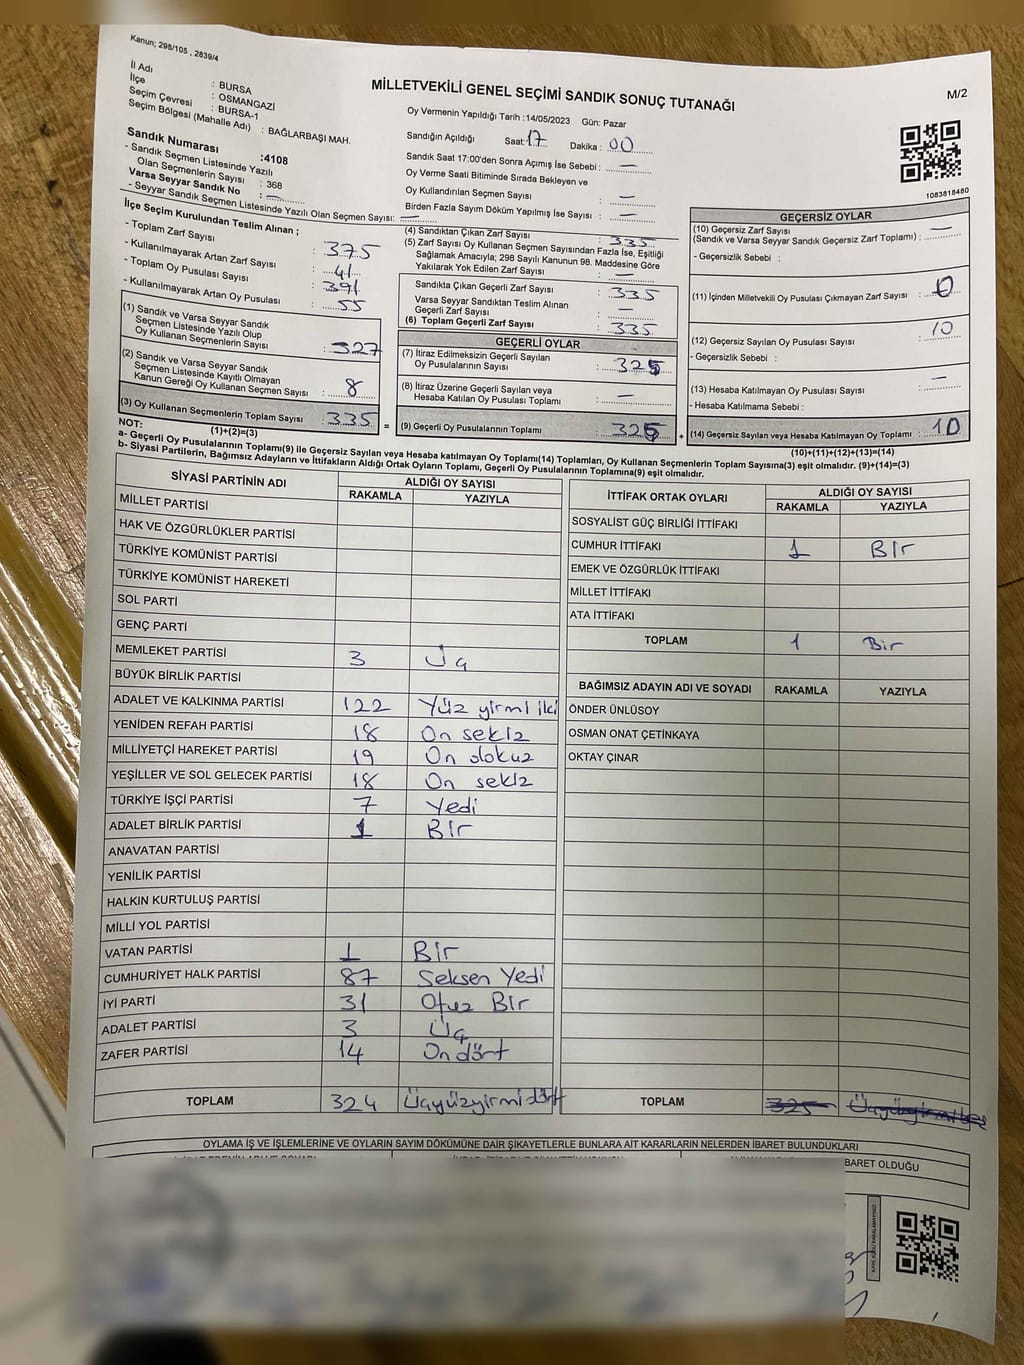 Kanun; 298/105 , 2839/4
İl Adı : BURSA
İlçe : OSMANGAZİ
Seçim Çevresi : BURSA-1
Seçim Bölgesi (Mahalle Adı) : BAĞLARBAŞI MAH.
MİLLETVEKİLİ GENEL SEÇİMİ SANDIK SONUÇ TUTANAĞI
M/2
Oy Vermenin Yapıldığı Tarih :14/05/2023 Gün: Pazar
Sandığın Açıldığı Saat: 17 Dakika : 00
Sandık Saat 17:00'den Sonra Açımış İse Sebebi : —
Oy Verme Saati Bitiminde Sırada Bekleyen ve
Oy Kullandırılan Seçmen Sayısı : —
Birden Fazla Sayım Döküm Yapılmış İse Sayısı : —
1083818480
Sandık Numarası :4108
- Sandık Seçmen Listesinde Yazılı
Olan Seçmenlerin Sayısı : 368
Varsa Seyyar Sandık No : —
- Seyyar Sandık Seçmen Listesinde Yazılı Olan Seçmen Sayısı: —
İlçe Seçim Kurulundan Teslim Alınan ;
- Toplam Zarf Sayısı : 375
- Kullanılmayarak Artan Zarf Sayısı : 41
- Toplam Oy Pusulası Sayısı : 391
- Kullanılmayarak Artan Oy Pusulası : 55
(1) Sandık ve Varsa Seyyar Sandık
Seçmen Listesinde Yazılı Olup
Oy Kullanan Seçmenlerin Sayısı : 327
(2) Sandık ve Varsa Seyyar Sandık
Seçmen Listesinde Kayıtlı Olmayan
Kanun Gereği Oy Kullanan Seçmen Sayısı : 8
(3) Oy Kullanan Seçmenlerin Toplam Sayısı : 335
(1)+(2)=(3)
(4) Sandıktan Çıkan Zarf Sayısı : 335
(5) Zarf Sayısı Oy Kullanan Seçmen Sayısından Fazla İse, Eşitliği
Sağlamak Amacıyla; 298 Sayılı Kanunun 98. Maddesine Göre
Yakılarak Yok Edilen Zarf Sayısı : —
Sandıkta Çıkan Geçerli Zarf Sayısı : 335
Varsa Seyyar Sandıktan Teslim Alınan
Geçerli Zarf Sayısı : —
(6) Toplam Geçerli Zarf Sayısı : 335
GEÇERLİ OYLAR
(7) İtiraz Edilmeksizin Geçerli Sayılan
Oy Pusulalarının Sayısı : 325
(8) İtiraz Üzerine Geçerli Sayılan veya
Hesaba Katılan Oy Pusulası Toplamı : —
= (9) Geçerli Oy Pusulalarının Toplamı : 325 +
GEÇERSİZ OYLAR
(10) Geçersiz Zarf Sayısı
(Sandık ve Varsa Seyyar Sandık Geçersiz Zarf Toplamı) : —
- Geçersizlik Sebebi :
(11) İçinden Milletvekili Oy Pusulası Çıkmayan Zarf Sayısı : 0
(12) Geçersiz Sayılan Oy Pusulası Sayısı : 10
- Geçersizlik Sebebi :
(13) Hesaba Katılmayan Oy Pusulası Sayısı : —
- Hesaba Katılmama Sebebi :
(14) Geçersiz Sayılan veya Hesaba Katılmayan Oy Toplamı : 10
(10)+(11)+(12)+(13)=(14)
NOT:
a- Geçerli Oy Pusulalarının Toplamı(9) ile Geçersiz Sayılan veya Hesaba katılmayan Oy Toplamı(14) Toplamları, Oy Kullanan Seçmenlerin Toplam Sayısına(3) eşit olmalıdır. (9)+(14)=(3)
b- Siyasi Partilerin, Bağımsız Adayların ve İttifakların Aldığı Ortak Oyların Toplamı, Geçerli Oy Pusulalarının Toplamına(9) eşit olmalıdır.
SİYASİ PARTİNİN ADI ALDIĞI OY SAYISI
RAKAMLA YAZIYLA
MİLLET PARTİSİ
HAK VE ÖZGÜRLÜKLER PARTİSİ
TÜRKİYE KOMÜNİST PARTİSİ
TÜRKİYE KOMÜNİST HAREKETİ
SOL PARTİ
GENÇ PARTİ
MEMLEKET PARTİSİ 3 Üç
BÜYÜK BİRLİK PARTİSİ
ADALET VE KALKINMA PARTİSİ 122 Yüz yirmi iki
YENİDEN REFAH PARTİSİ 18 On sekiz
MİLLİYETÇİ HAREKET PARTİSİ 19 On dokuz
YEŞİLLER VE SOL GELECEK PARTİSİ 18 On sekiz
TÜRKİYE İŞÇİ PARTİSİ 7 Yedi
ADALET BİRLİK PARTİSİ 1 Bir
ANAVATAN PARTİSİ
YENİLİK PARTİSİ
HALKIN KURTULUŞ PARTİSİ
MİLLİ YOL PARTİSİ
VATAN PARTİSİ 1 Bir
CUMHURİYET HALK PARTİSİ 87 Seksen Yedi
İYİ PARTİ 31 Otuz Bir
ADALET PARTİSİ 3 Üç
ZAFER PARTİSİ 14 On dört
TOPLAM 324 Üçyüzyirmidört
İTTİFAK ORTAK OYLARI ALDIĞI OY SAYISI
RAKAMLA YAZIYLA
SOSYALİST GÜÇ BİRLİĞİ İTTİFAKI
CUMHUR İTTİFAKI 1 Bir
EMEK VE ÖZGÜRLÜK İTTİFAKI
MİLLET İTTİFAKI
ATA İTTİFAKI
TOPLAM 1 Bir
BAĞIMSIZ ADAYIN ADI VE SOYADI RAKAMLA YAZIYLA
ÖNDER ÜNLÜSOY
OSMAN ONAT ÇETİNKAYA
OKTAY ÇINAR
TOPLAM 325 Üçyüzyirmibeş
OYLAMA İŞ VE İŞLEMLERİNE VE OYLARIN SAYIM DÖKÜMÜNE DAİR ŞİKAYETLERLE BUNLARA AİT KARARLARIN NELERDEN İBARET BULUNDUKLARI
BARET OLDUĞU